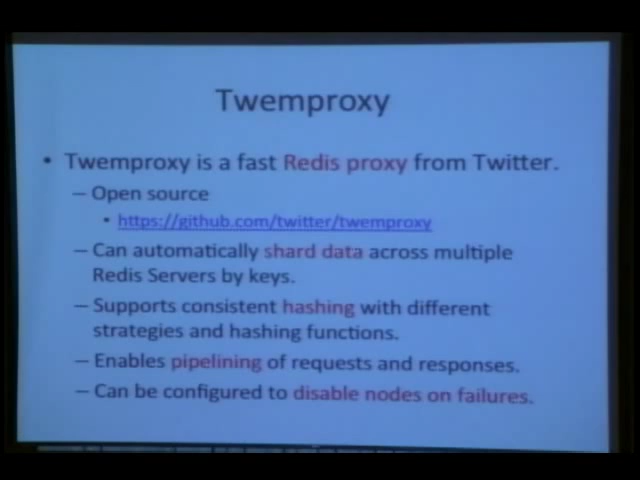 Twemproxy
• Twemproxy is a fast Redis proxy from Twitter.
– Open source
• https://github.com/twitter/twemproxy
– Can automatically shard data across multiple
Redis Servers by keys.
– Supports consistent hashing with different
strategies and hashing functions.
– Enables pipelining of requests and responses.
– Can be configured to disable nodes on failures.